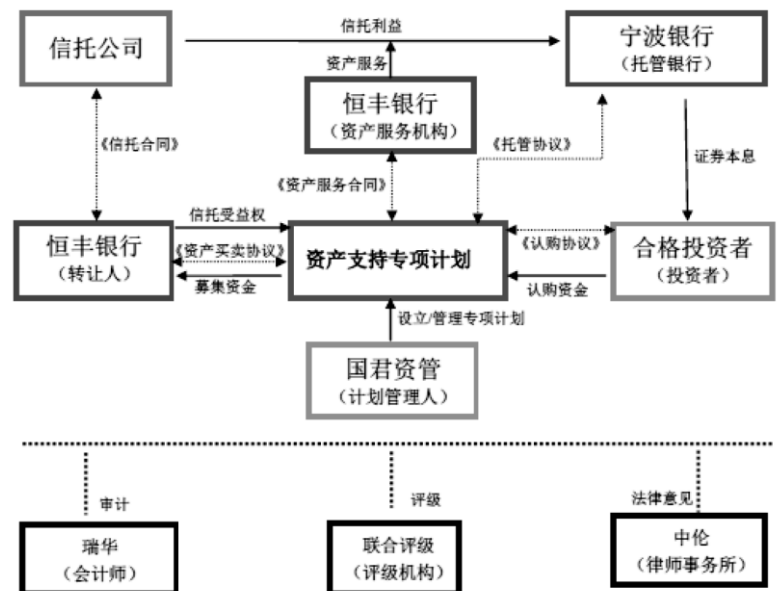 信托公司
信托利益
宁波银行
（托管银行）
资产服务
恒丰银行
（资产服务机构）
《信托合同》
《托管协议》
证券本息
《资产服务合同》
恒丰银行
（转让人）
信托受益权
《资产买卖协议》
募集资金
资产支持专项计划
《认购协议》
认购资金
合格投资者
（投资者）
设立/管理专项计划
国君资管
（计划管理人）
审计
评级
法律意见
瑞华
（会计师）
联合评级
（评级机构）
中伦
（律师事务所）